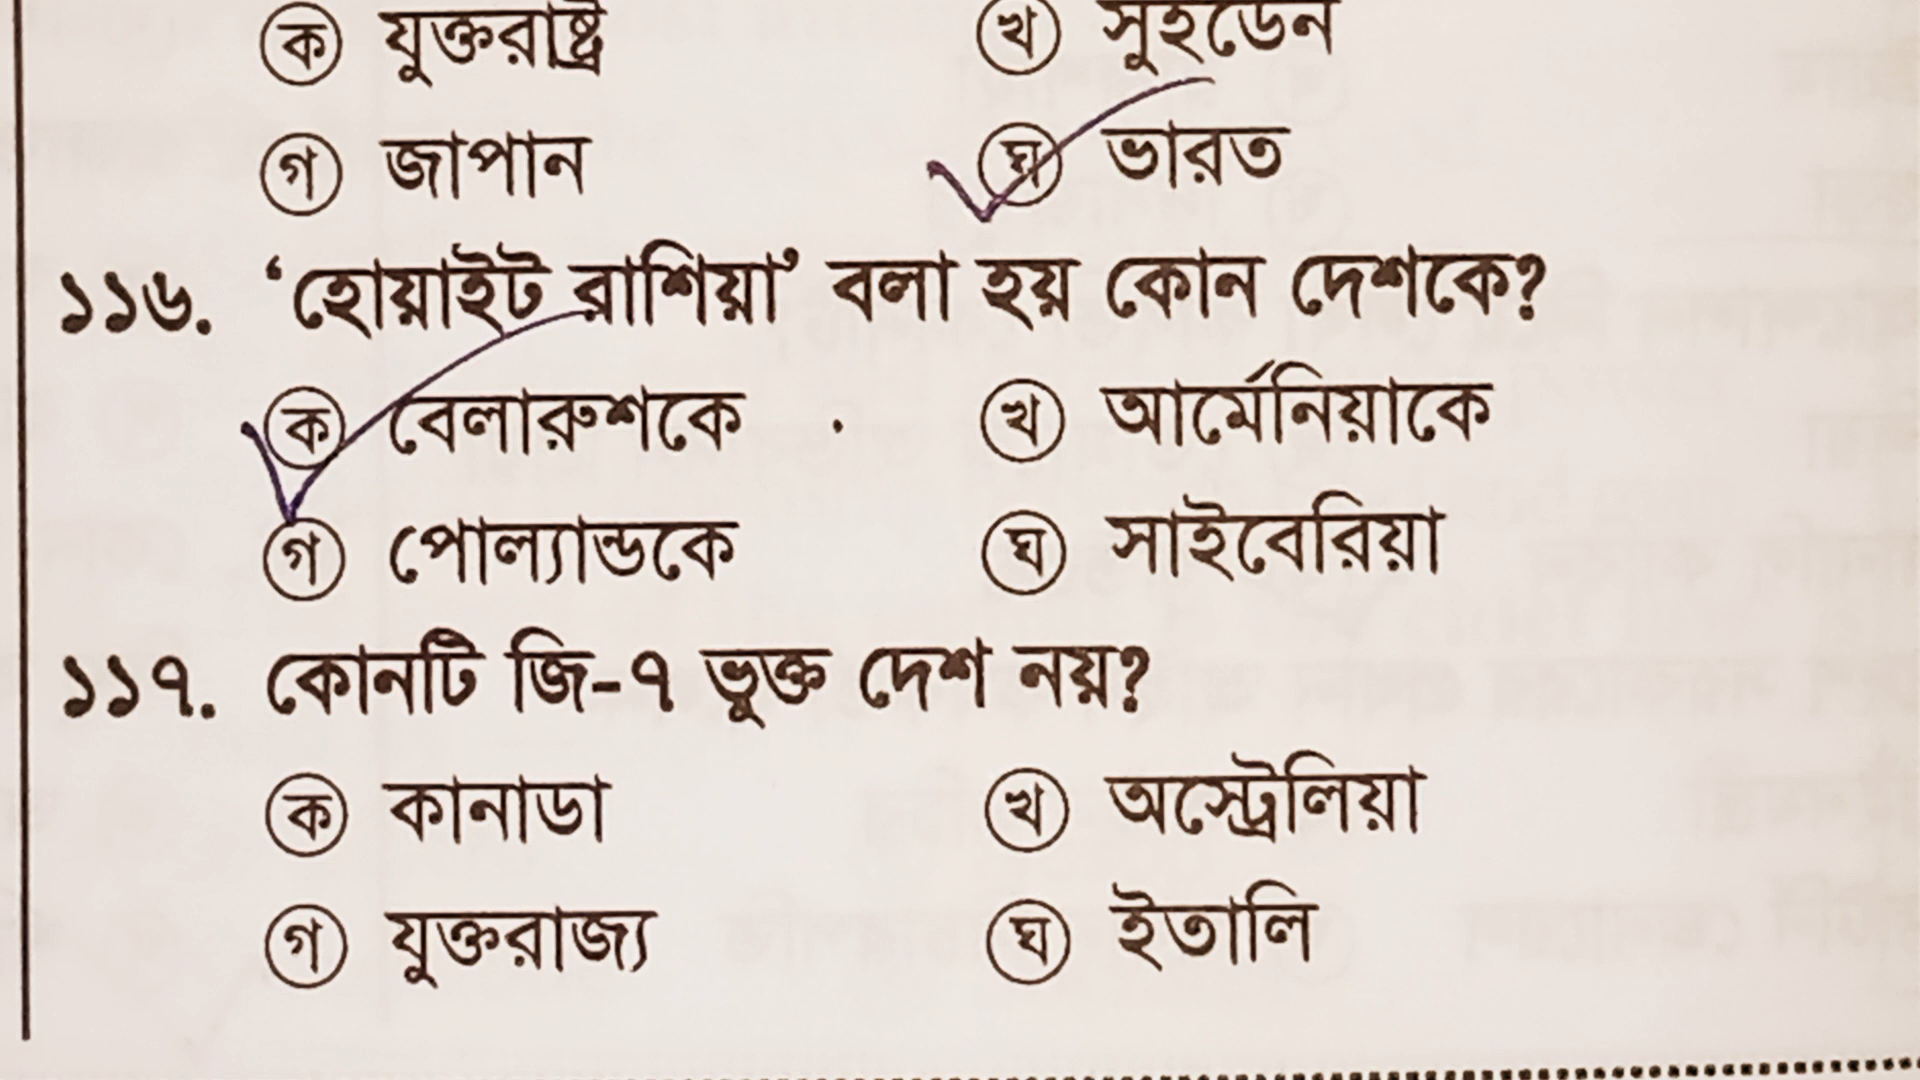 ক যুক্তরাষ্ট্র খ সুইডেন
গ জাপান ঘ ভারত
১১৬. ‘হোয়াইট রাশিয়া’ বলা হয় কোন দেশকে?
ক বেলারুশকে খ আর্মেনিয়াকে
গ পোল্যান্ডকে ঘ সাইবেরিয়া
১১৭. কোনটি জি-৭ ভুক্ত দেশ নয়?
ক কানাডা খ অস্ট্রেলিয়া
গ যুক্তরাজ্য ঘ ইতালি